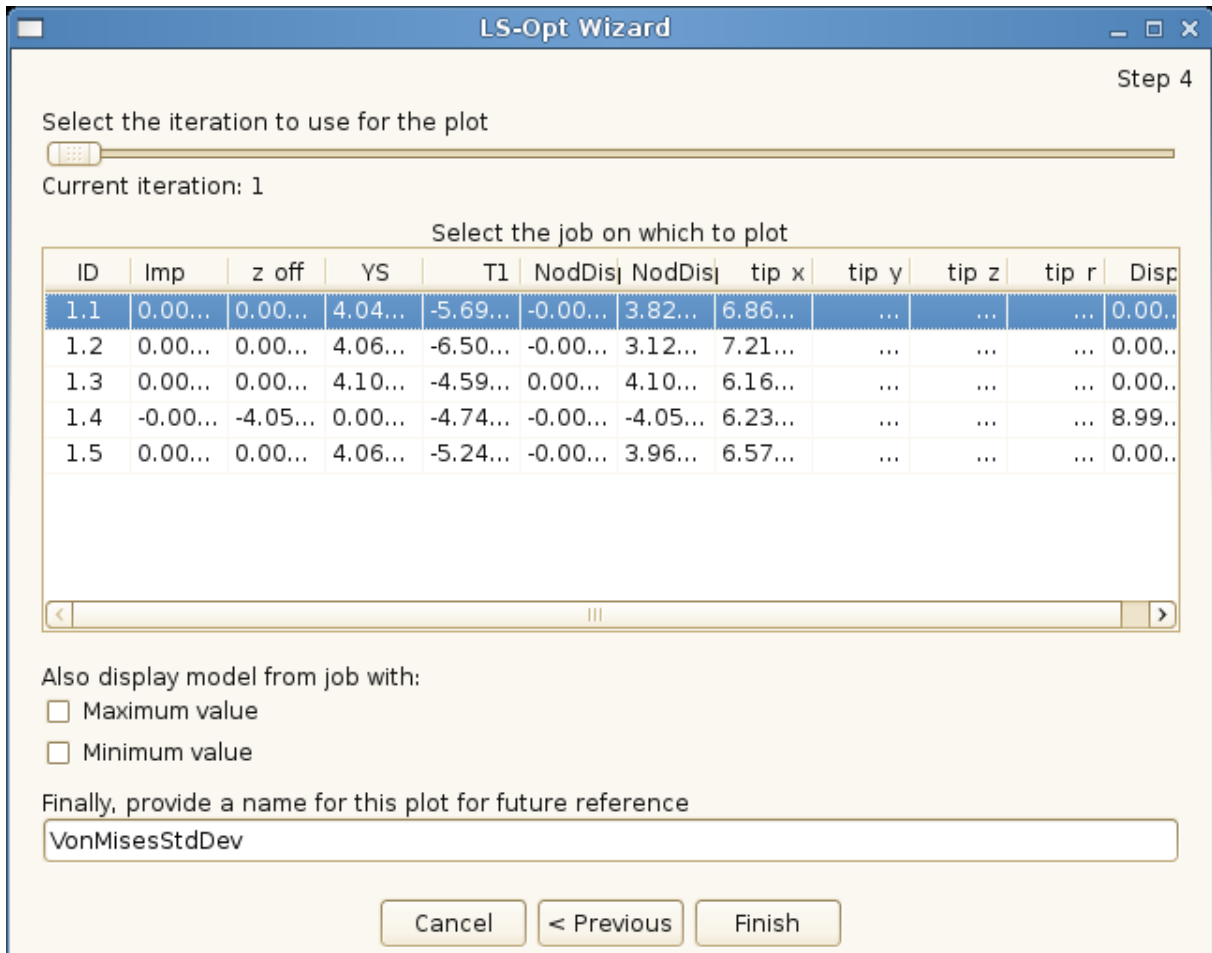 LS-Opt Wizard
Step 4
Select the iteration to use for the plot
Current iteration: 1
Select the job on which to plot
ID Imp z off YS T1 NodDisp NodDisp tip x tip y tip z tip r Disp
1.1 0.00... 0.00... 4.04... -5.69... -0.00... 3.82... 6.86... ... ... ... 0.00..
1.2 0.00... 0.00... 4.06... -6.50... -0.00... 3.12... 7.21... ... ... ... 0.00..
1.3 0.00... 0.00... 4.10... -4.59... 0.00... 4.10... 6.16... ... ... ... 0.00..
1.4 -0.00... -4.05... 0.00... -4.74... -0.00... -4.05... 6.23... ... ... ... 8.99..
1.5 0.00... 0.00... 4.06... -5.24... -0.00... 3.96... 6.57... ... ... ... 0.00..
Also display model from job with:
Maximum value
Minimum value
Finally, provide a name for this plot for future reference
VonMisesStdDev
Cancel < Previous Finish